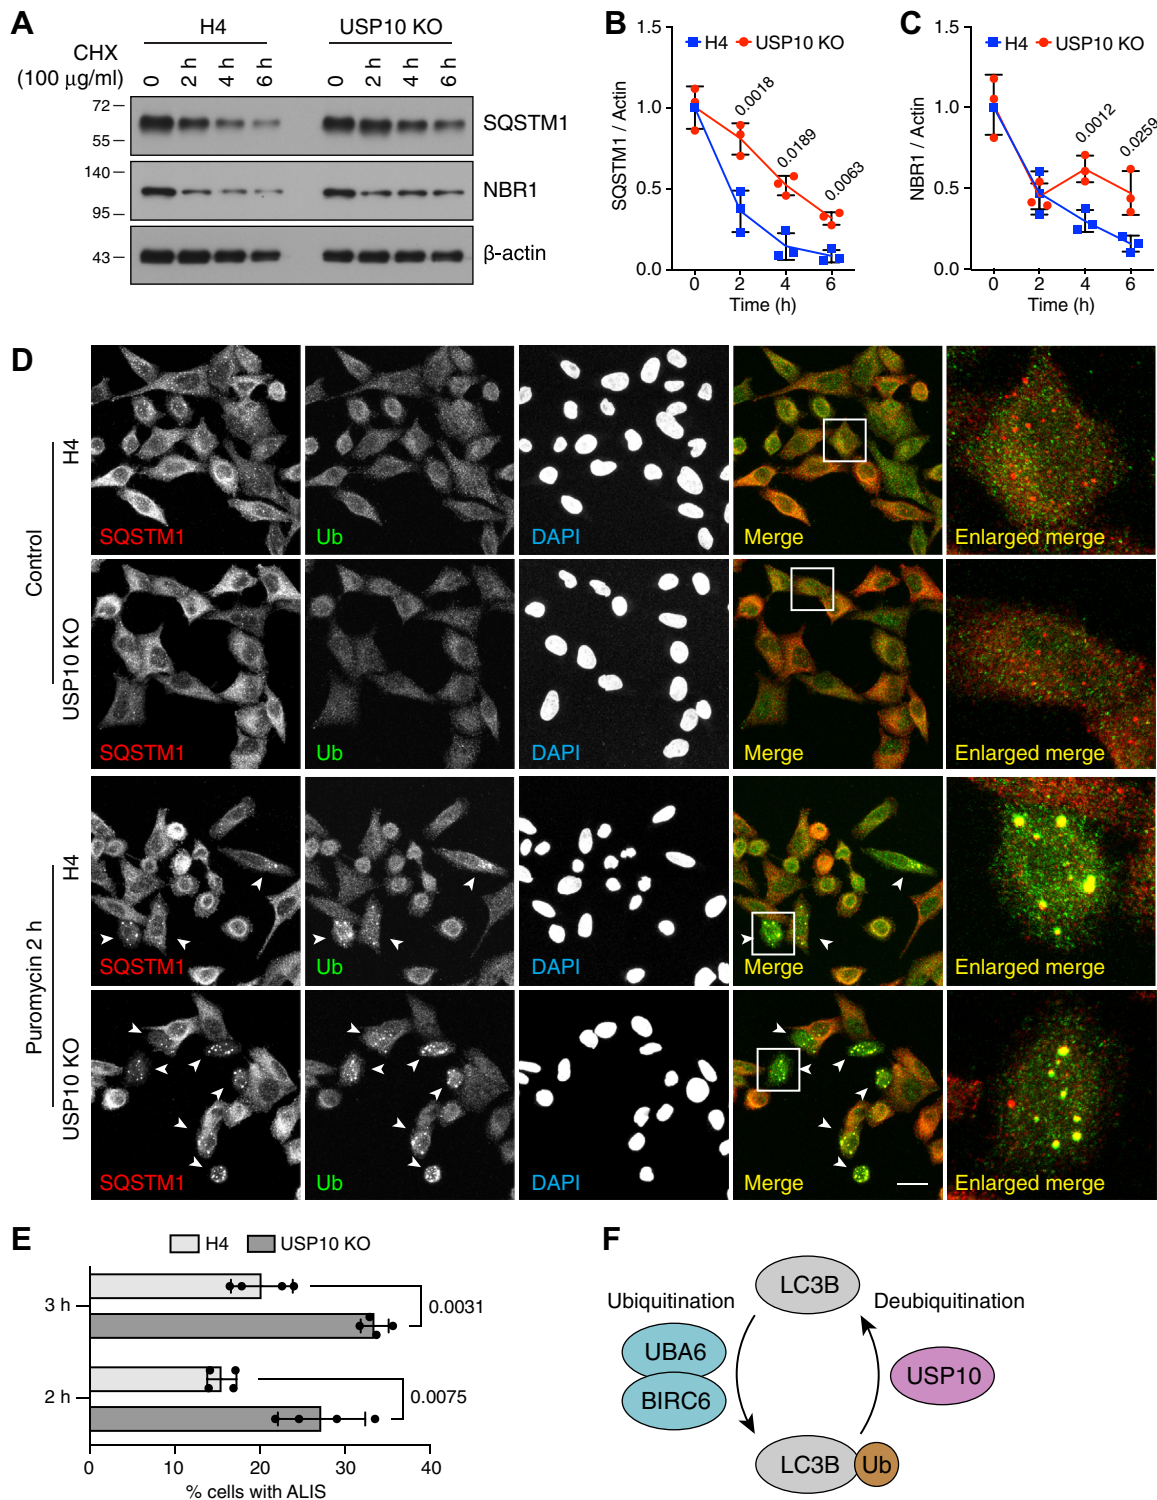 A
H4 USP10 KO
CHX
(100 µg/ml)
0 2 h 4 h 6 h 0 2 h 4 h 6 h
72
55
SQSTM1
140
95
NBR1
43
β-actin
B
H4 USP10 KO
SQSTM1 / Actin
1.5
1.0
0.5
0.0
0.0018
0.0189
0.0063
0 2 4 6
Time (h)
C
H4 USP10 KO
NBR1 / Actin
1.5
1.0
0.5
0.0
0.0012
0.0259
0 2 4 6
Time (h)
D
Control
H4
SQSTM1 Ub DAPI Merge Enlarged merge
USP10 KO
SQSTM1 Ub DAPI Merge Enlarged merge
Puromycin 2 h
H4
SQSTM1 Ub DAPI Merge Enlarged merge
USP10 KO
SQSTM1 Ub DAPI Merge Enlarged merge
E
H4 USP10 KO
3 h
0.0031
2 h
0.0075
0 10 20 30 40
% cells with ALIS
F
LC3B
Ubiquitination Deubiquitination
UBA6
BIRC6
USP10
LC3B Ub